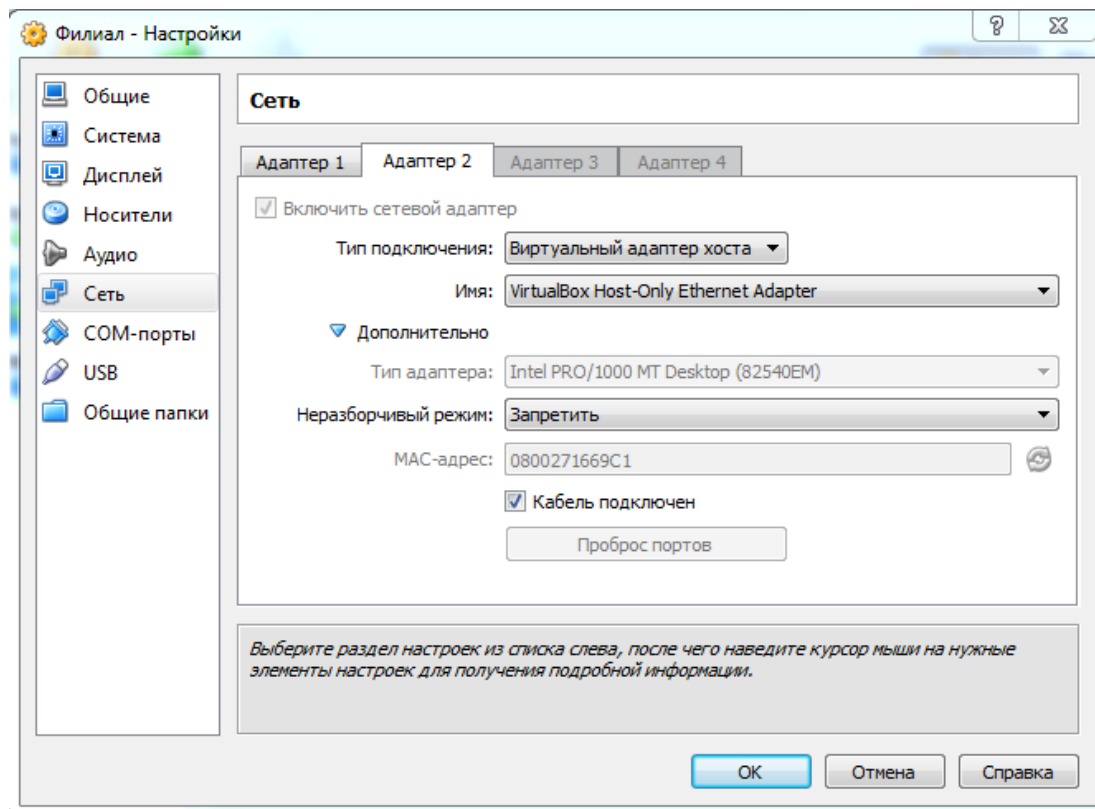 Филиал - Настройки
Общие
Система
Дисплей
Носители
Аудио
Сеть
COM-порты
USB
Общие папки
Сеть
Адаптер 1 Адаптер 2 Адаптер 3 Адаптер 4
Включить сетевой адаптер
Тип подключения: Виртуальный адаптер хоста
Имя: VirtualBox Host-Only Ethernet Adapter
Дополнительно
Тип адаптера: Intel PRO/1000 MT Desktop (82540EM)
Неразборчивый режим: Запретить
MAC-адрес: 0800271669C1
Кабель подключен
Проброс портов
Выберите раздел настроек из списка слева, после чего наведите курсор мыши на нужные
элементы настроек для получения подробной информации.
OK Отмена Справка